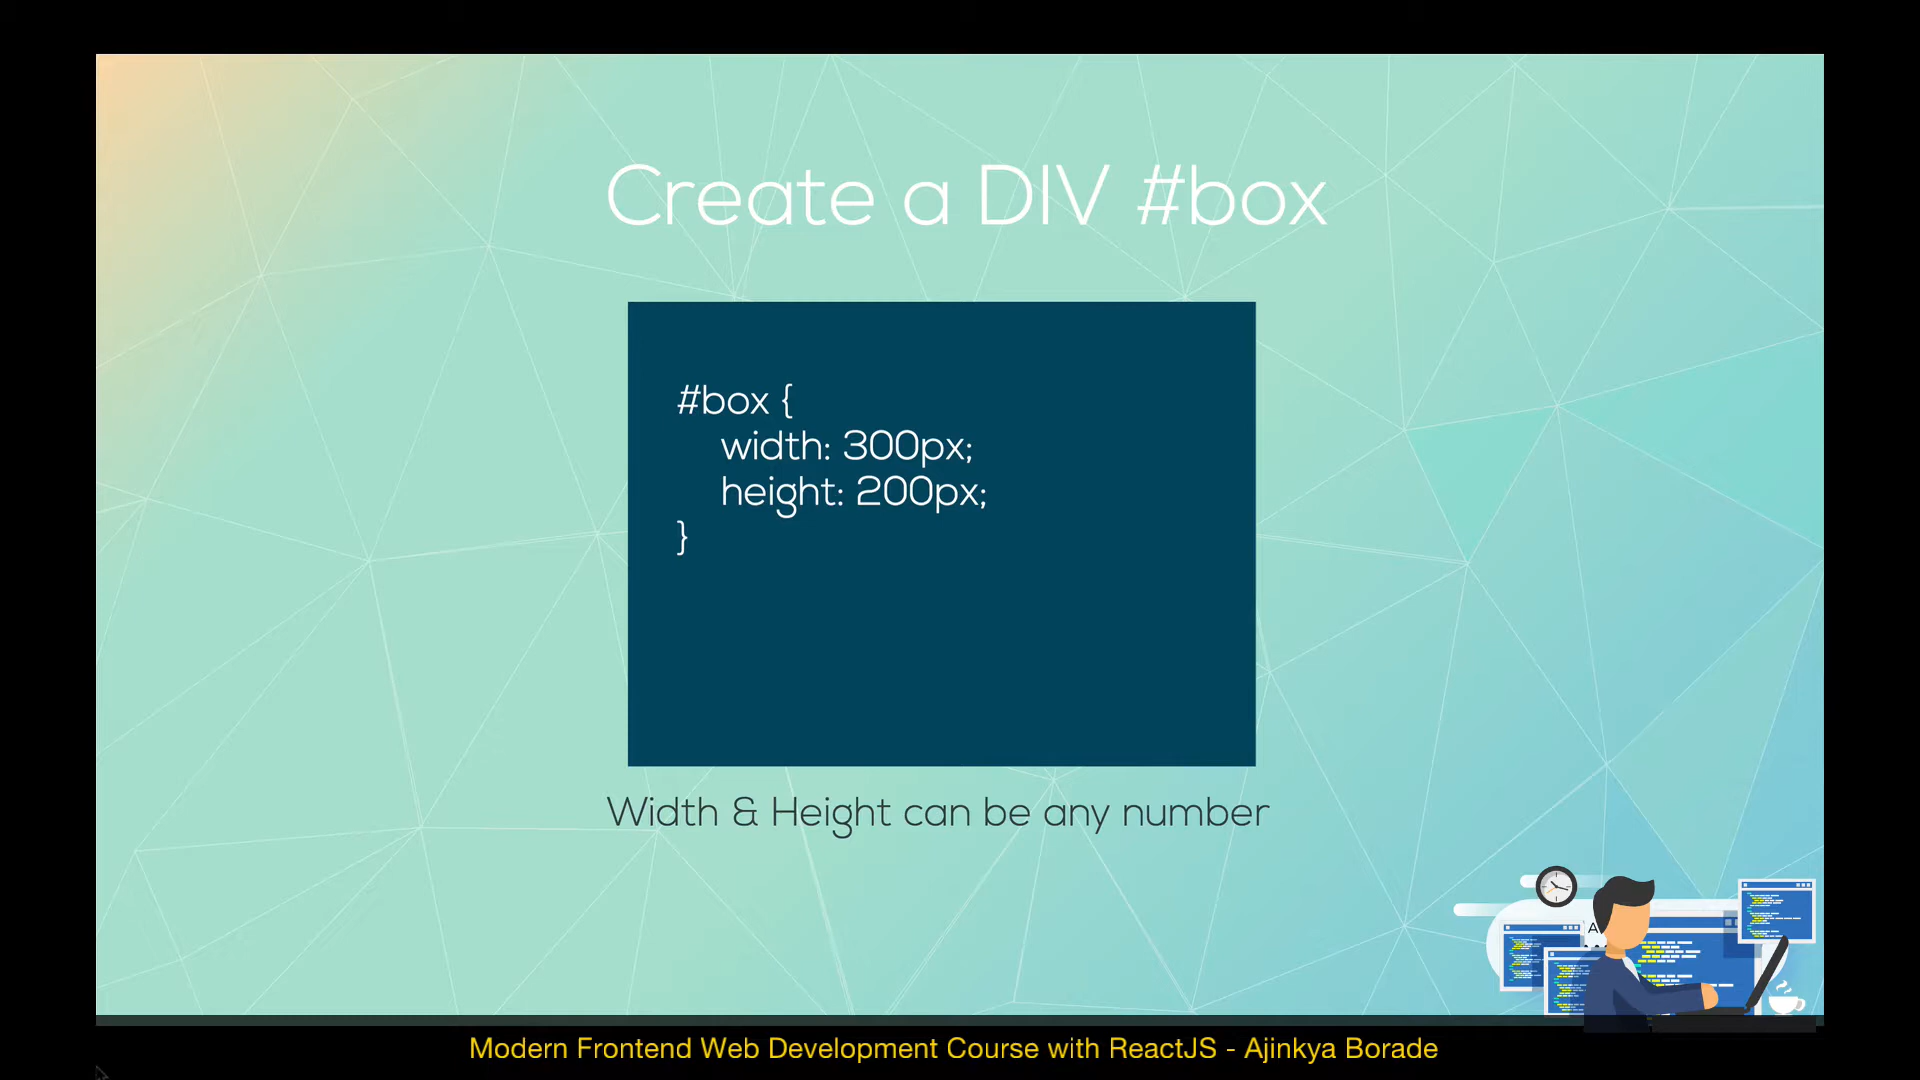 Create a DIV #box
#box {
width: 300px;
height: 200px;
}
Width & Height can be any number
A
Modern Frontend Web Development Course with ReactJS - Ajinkya Borade